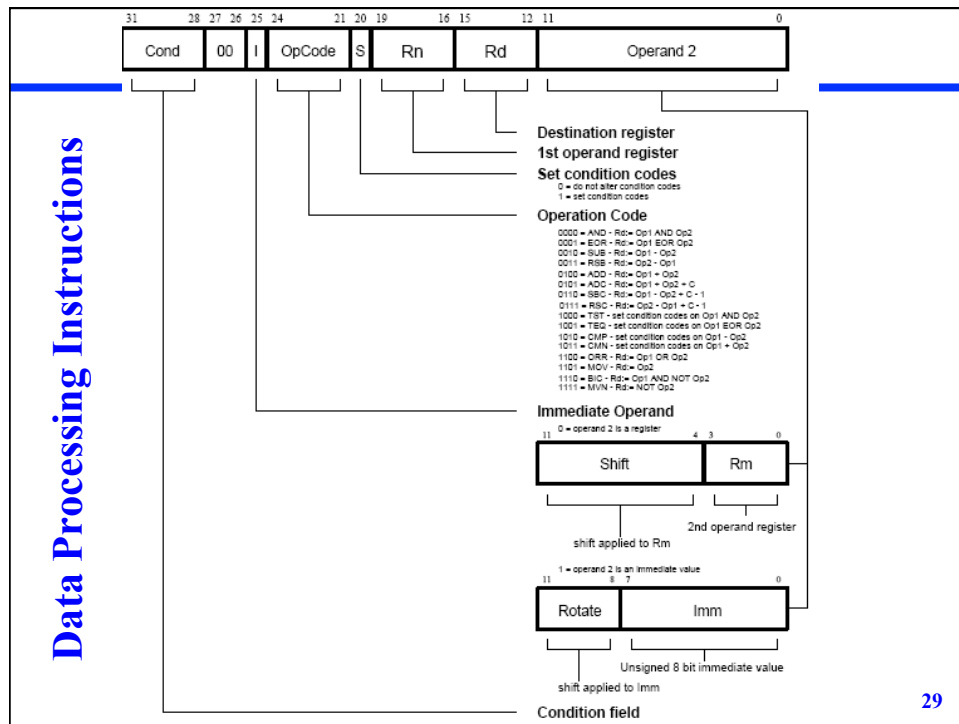 31 28 27 26 25 24 21 20 19 16 15 12 11 0
Cond 00 I OpCode S Rn Rd Operand 2
Data Processing Instructions
Destination register
1st operand register
Set condition codes
0 = do not alter condition codes
1 = set condition codes
Operation Code
0000 = AND - Rd:= Op1 AND Op2
0001 = EOR - Rd:= Op1 EOR Op2
0010 = SUB - Rd:= Op1 - Op2
0011 = RSB - Rd:= Op2 - Op1
0100 = ADD - Rd:= Op1 + Op2
0101 = ADC - Rd:= Op1 + Op2 + C
0110 = SBC - Rd:= Op1 - Op2 + C - 1
0111 = RSC - Rd:= Op2 - Op1 + C - 1
1000 = TST - set condition codes on Op1 AND Op2
1001 = TEQ - set condition codes on Op1 EOR Op2
1010 = CMP - set condition codes on Op1 - Op2
1011 = CMN - set condition codes on Op1 + Op2
1100 = ORR - Rd:= Op1 OR Op2
1101 = MOV - Rd:= Op2
1110 = BIC - Rd:= Op1 AND NOT Op2
1111 = MVN - Rd:= NOT Op2
Immediate Operand
0 = operand 2 is a register
11 4 3 0
Shift Rm
2nd operand register
shift applied to Rm
1 = operand 2 is an immediate value
11 8 7 0
Rotate Imm
Unsigned 8 bit immediate value
shift applied to Imm
Condition field
29